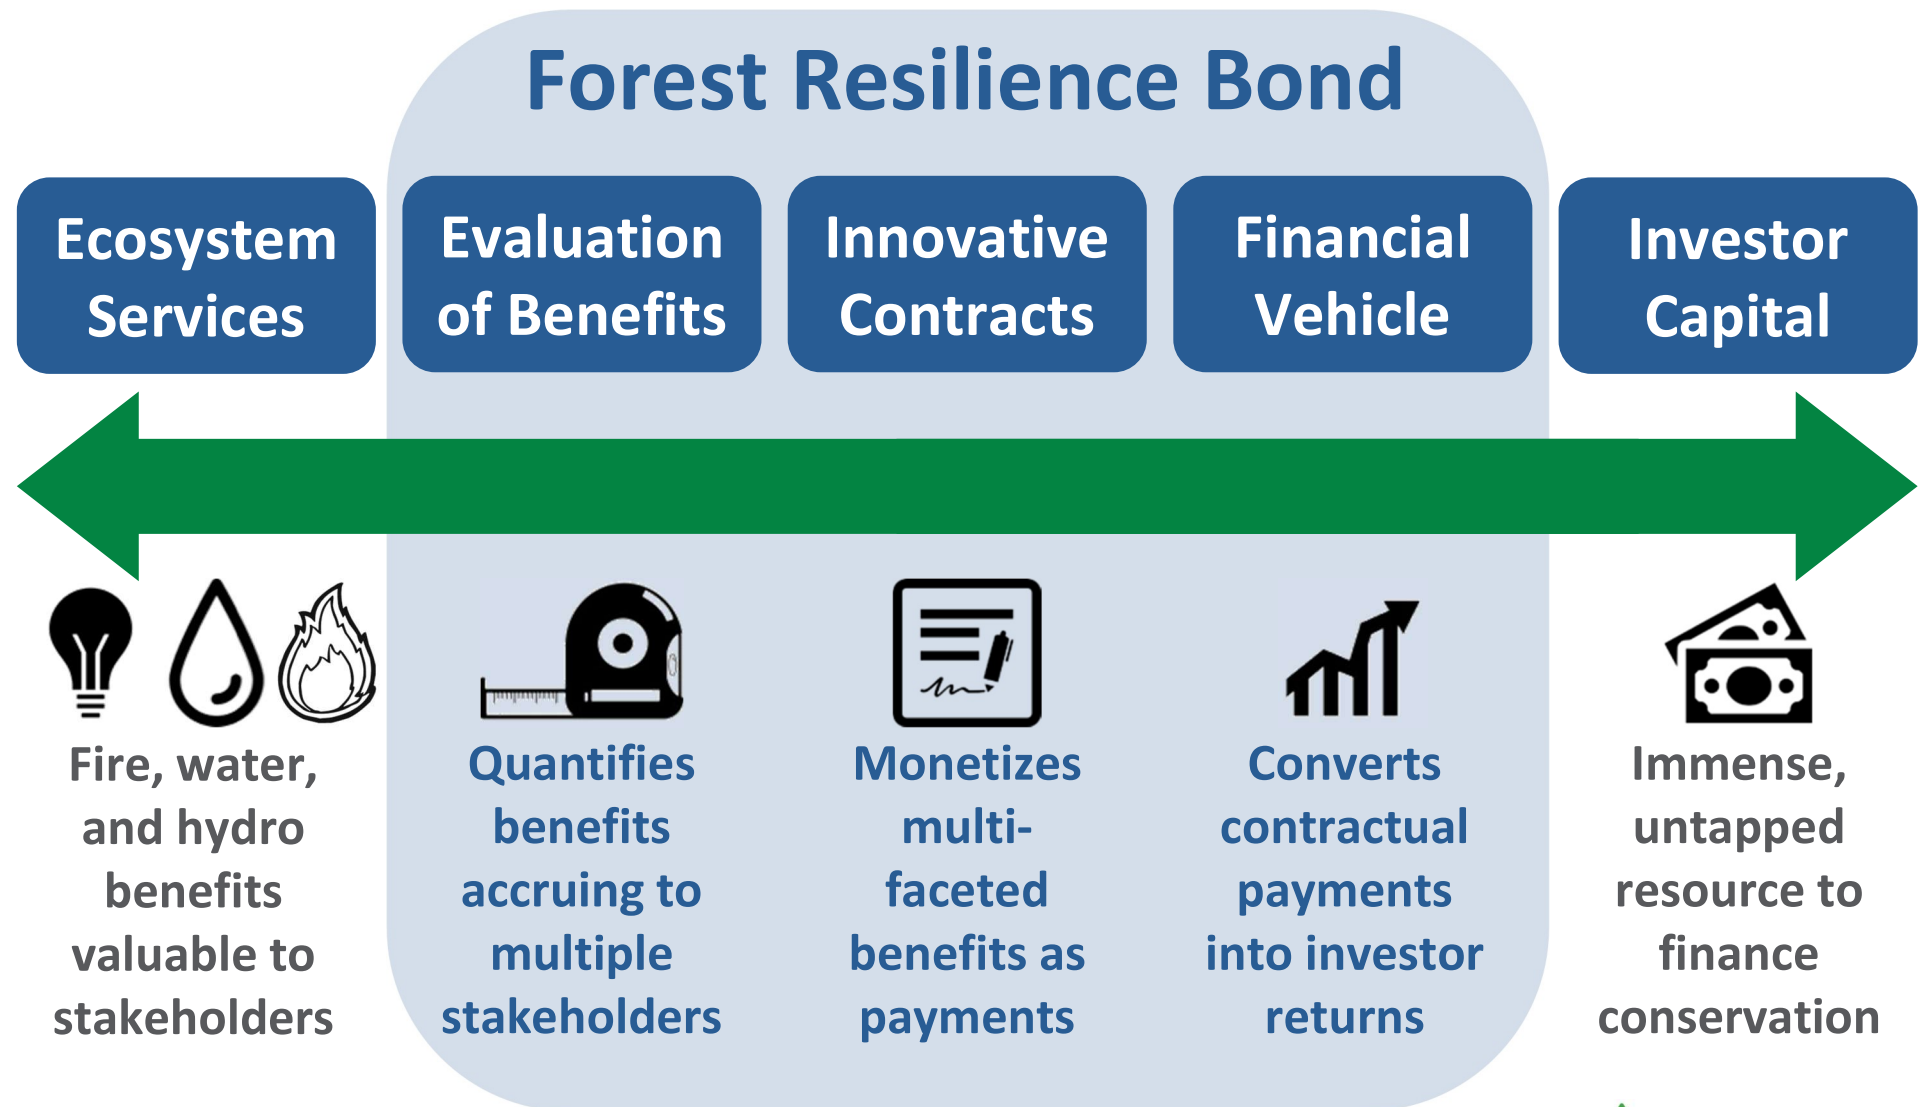 Forest Resilience Bond
Ecosystem
Services
Evaluation
of Benefits
Innovative
Contracts
Financial
Vehicle
Investor
Capital
Fire, water,
and hydro
benefits
valuable to
stakeholders
Quantifies
benefits
accruing to
multiple
stakeholders
Monetizes
multi-
faceted
benefits as
payments
Converts
contractual
payments
into investor
returns
Immense,
untapped
resource to
finance
conservation